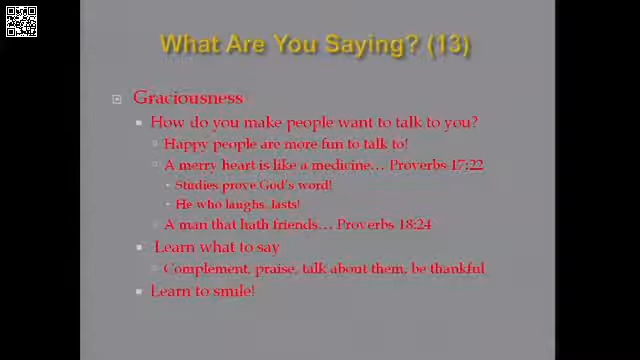 What Are You Saying? (13)
Graciousness
How do you make people want to talk to you?
Happy people are more fun to talk to!
A merry heart is like a medicine… Proverbs 17:22
Studies prove God's word!
He who laughs, lasts!
A man that hath friends… Proverbs 18:24
Learn what to say
Complement, praise, talk about them, be thankful
Learn to smile!